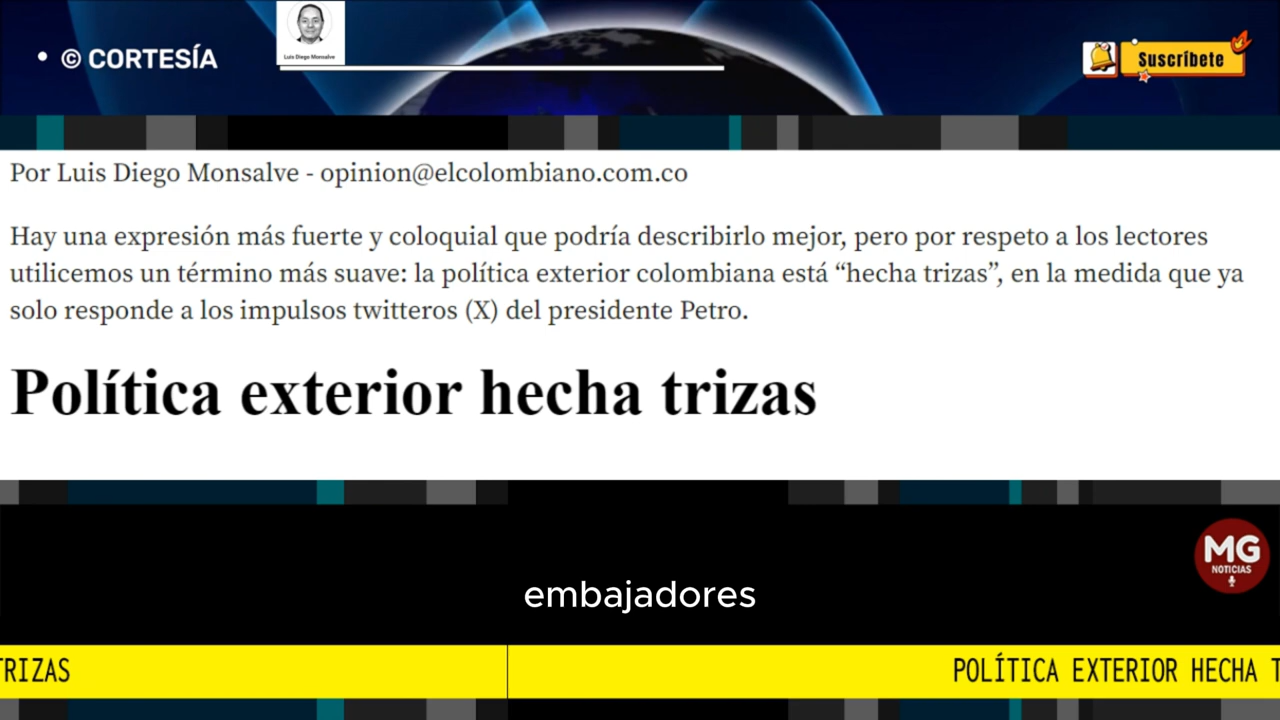 • © CORTESÍA
Luis Diego Monsalve
Suscríbete
Por Luis Diego Monsalve - opinion@elcolombiano.com.co
Hay una expresión más fuerte y coloquial que podría describirlo mejor, pero por respeto a los lectores
utilicemos un término más suave: la política exterior colombiana está “hecha trizas”, en la medida que ya
solo responde a los impulsos twitteros (X) del presidente Petro.
Política exterior hecha trizas
MG
NOTICIAS
embajadores
TRIZAS
POLÍTICA EXTERIOR HECHA T